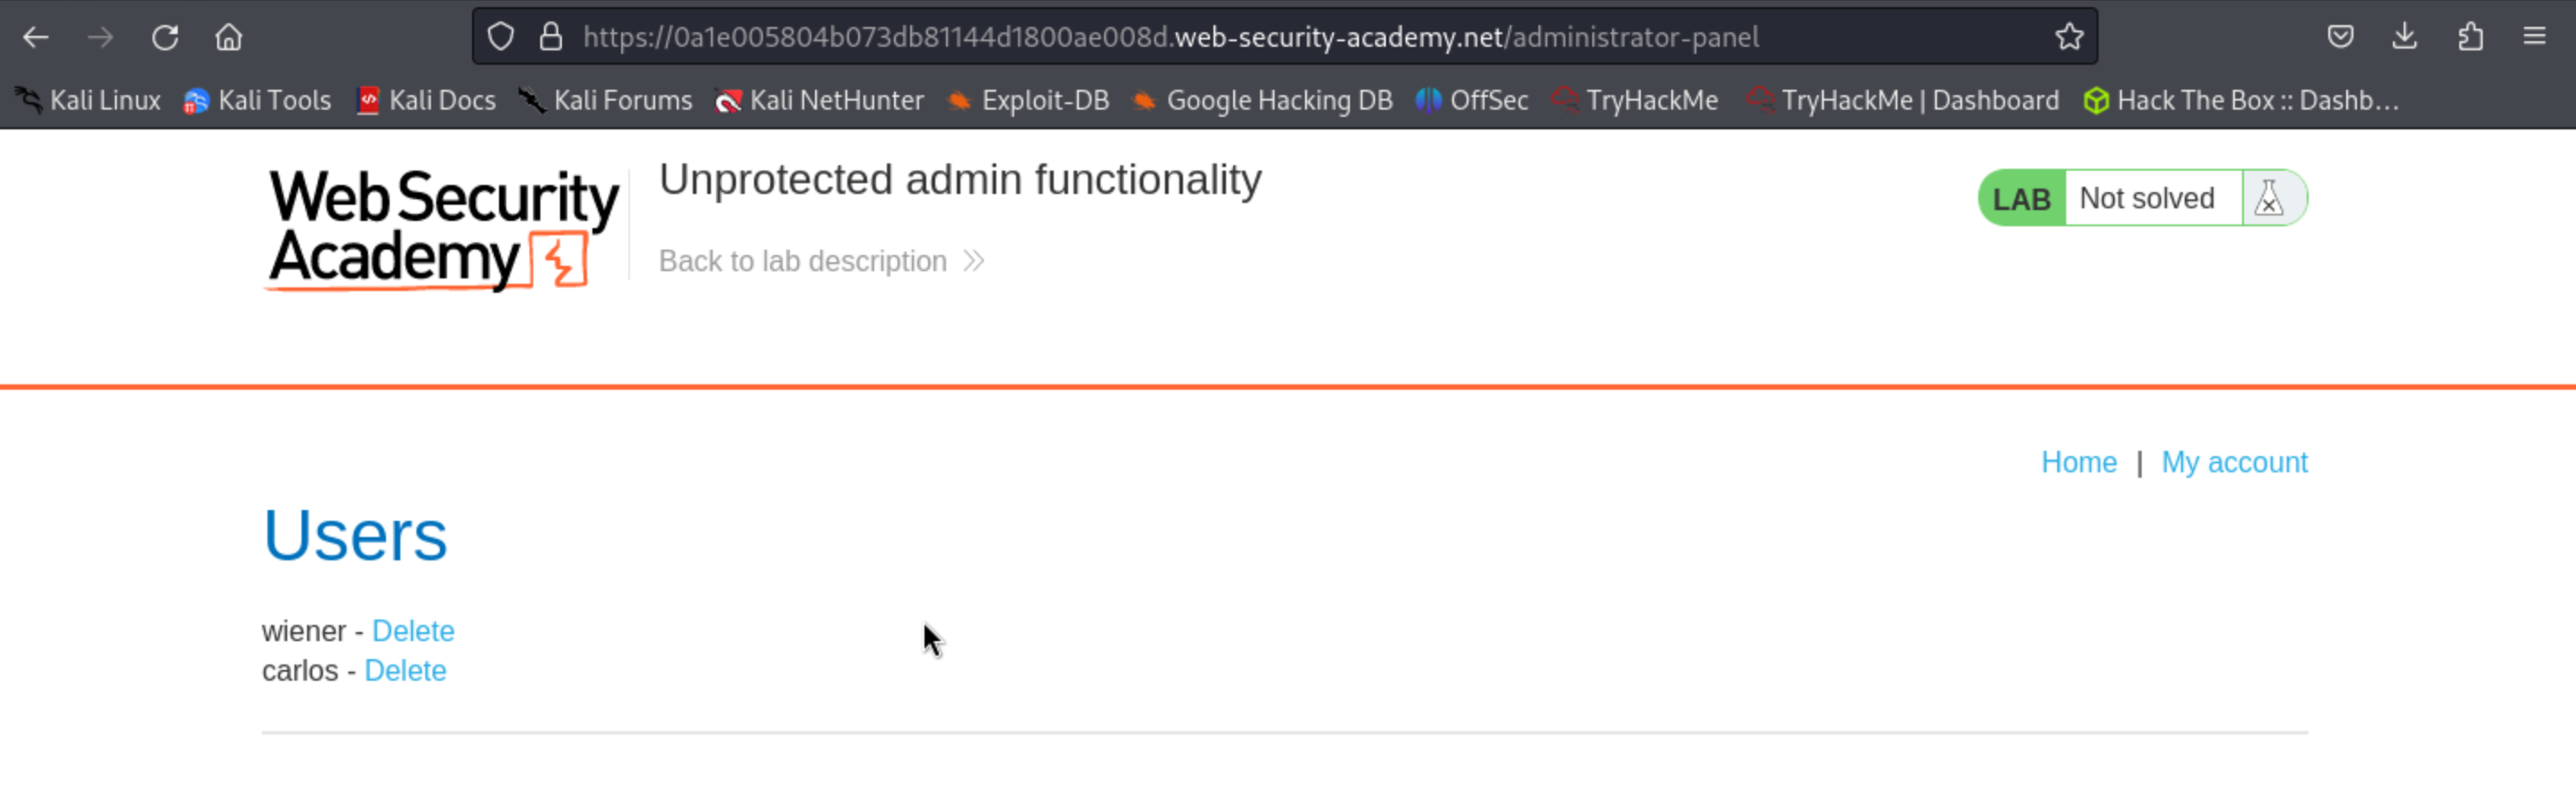 https://0a1e005804b073db81144d1800ae008d.web-security-academy.net/administrator-panel
Kali Linux Kali Tools Kali Docs Kali Forums Kali NetHunter Exploit-DB Google Hacking DB OffSec TryHackMe TryHackMe | Dashboard Hack The Box :: Dashb…
Web Security
Academy
Unprotected admin functionality
Back to lab description
LAB Not solved
Home | My account
Users
wiener - Delete
carlos - Delete